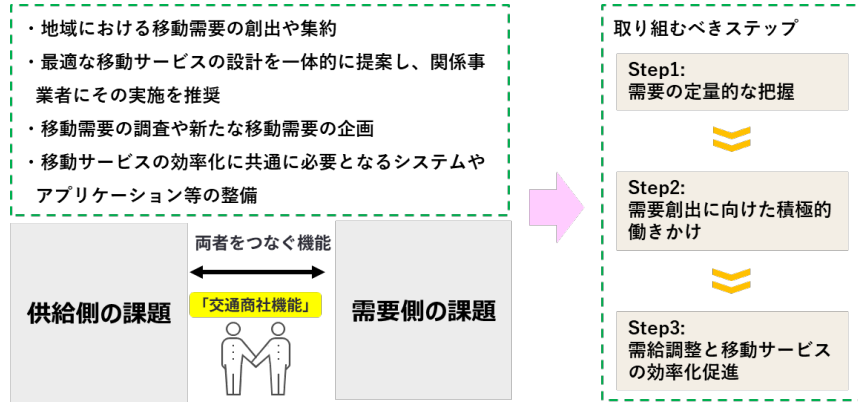 ・地域における移動需要の創出や集約
・最適な移動サービスの設計を一体的に提案し、関係事
業者にその実施を推奨
・移動需要の調査や新たな移動需要の企画
・移動サービスの効率化に共通に必要となるシステムや
アプリケーション等の整備
両者をつなぐ機能
供給側の課題
「交通商社機能」
需要側の課題
取り組むべきステップ
Step1:
需要の定量的な把握
Step2:
需要創出に向けた積極的
働きかけ
Step3:
需給調整と移動サービス
の効率化促進